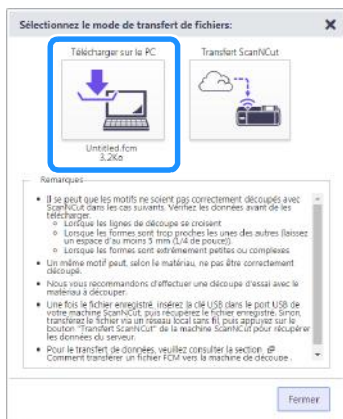 Sélectionnez le mode de transfert de fichiers:
Télécharger sur le PC
Transfert ScanNCut
Untitled.fcm
3.2Ko
Remarques
Il se peut que les motifs ne soient pas correctement découpés avec
ScanNCut dans les cas suivants. Vérifiez les données avant de les
télécharger.
Lorsque les lignes de découpe se croisent
Lorsque les formes sont trop proches les unes des autres (laissez
un espace d'au moins 5 mm (1/4 de pouce)).
Lorsque les formes sont extrêmement petites ou complexes
Un même motif peut, selon le matériau, ne pas être correctement
découpé.
Nous vous recommandons d'effectuer une découpe d'essai avec le
matériau à découper.
Une fois le fichier enregistré, insérez la clé USB dans le port USB de
votre machine ScanNCut, puis récupérez le fichier enregistré. Sinon,
transférez le fichier via un réseau local sans fil, puis appuyez sur le
bouton "Transfert ScanNCut" de la machine ScanNCut pour récupérer
les données du serveur.
Pour le transfert de données, veuillez consulter la section
Comment transférer un fichier FCM vers la machine de découpe .
Fermer